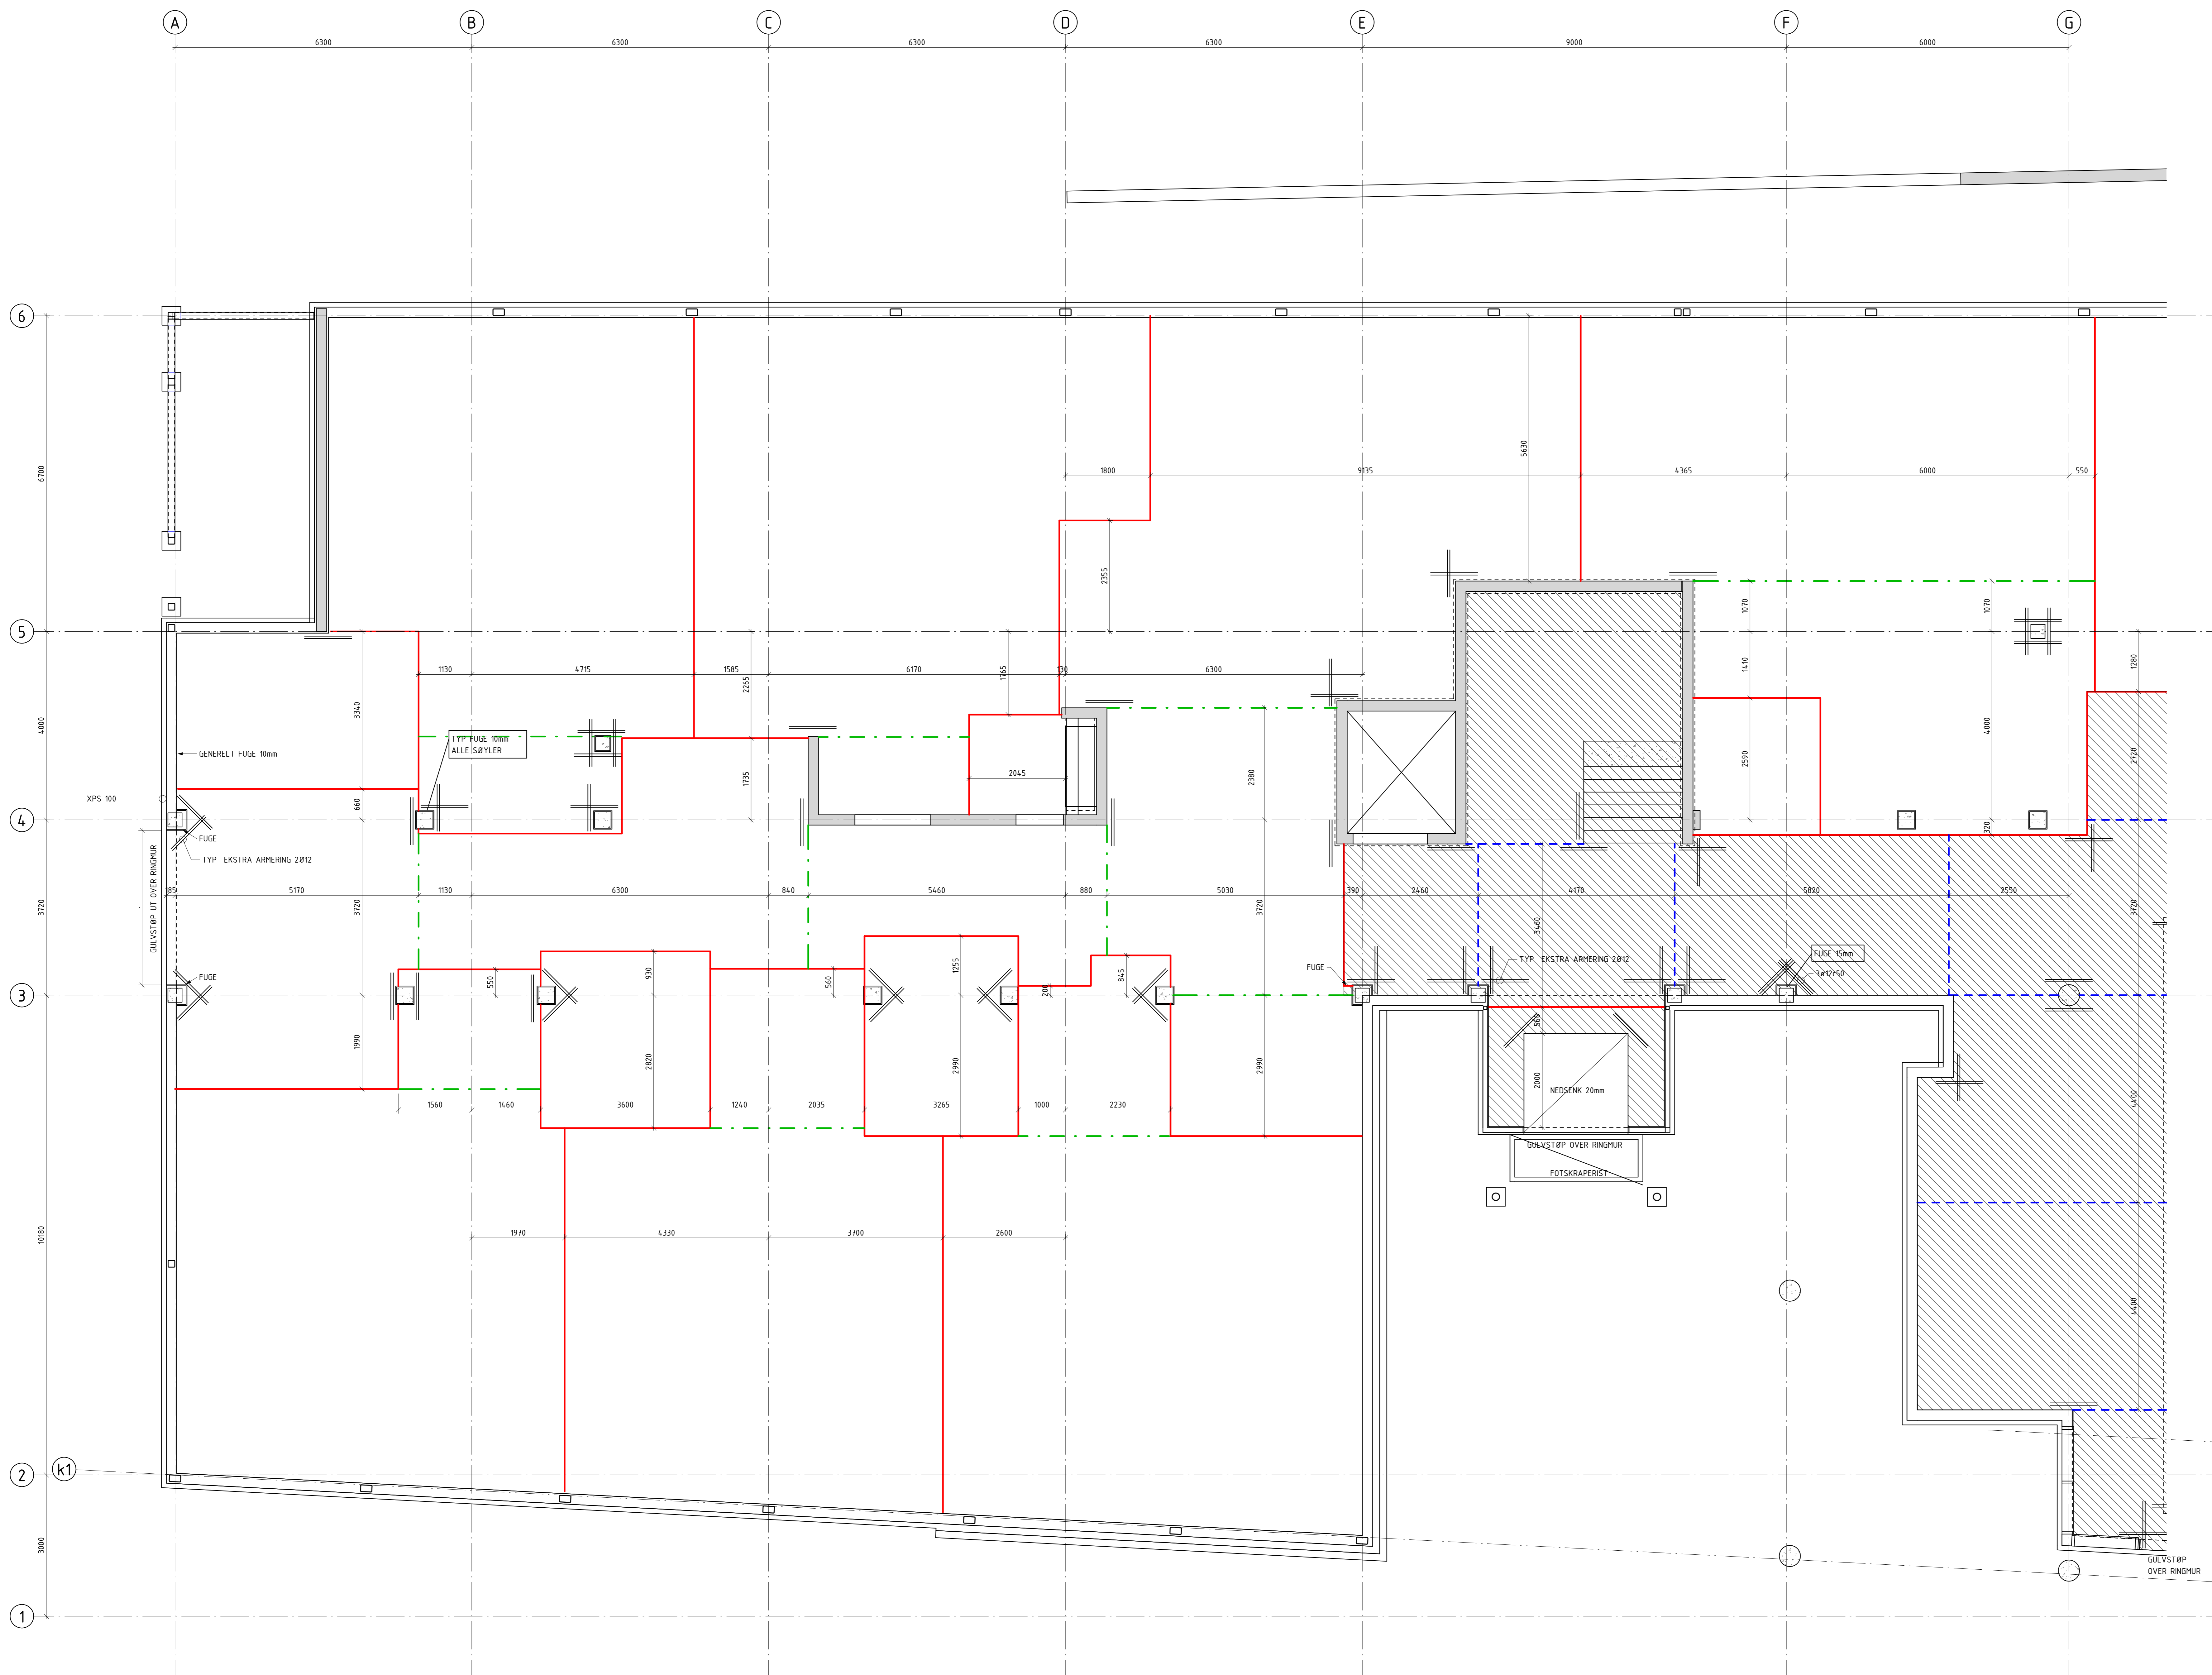 A B C D E F G
6300 6300 6300 6300 9000 6000
6
5630
6700
1800 9135 4365 6000 550
2355
5
1070 1070
1130 4715 1585 6170 130 6300
2265
1765
1410
1280
3340
4000
4000
2720
TYP FUGE 10mm
ALLE SØYLER
GENERELT FUGE 10mm
1735
2045
2380
2590
XPS 100
660
4
320
FUGE
TYP EKSTRA ARMERING 2Ø12
GULVSTØP UT OVER RINGMUR
185 5170 1130 6300 840 5460 880 5030 390 2460 4170 5820 2550
3720
3720
3720
3460
3720
FUGE
930
1255
550
560
845
200
FUGE
TYP EKSTRA ARMERING 2Ø12
FUGE 15mm
3ø12c50
3
569
1990
2820
2990
2990
2000
NEDSENK 20mm
4400
1560 1460 3600 1240 2035 3265 1000 2230
GULVSTØP OVER RINGMUR
FOTSKRAPERIST
10180
1970 4330 3700 2600
4400
k1
2
3000
GULVSTØP
OVER RINGMUR
1